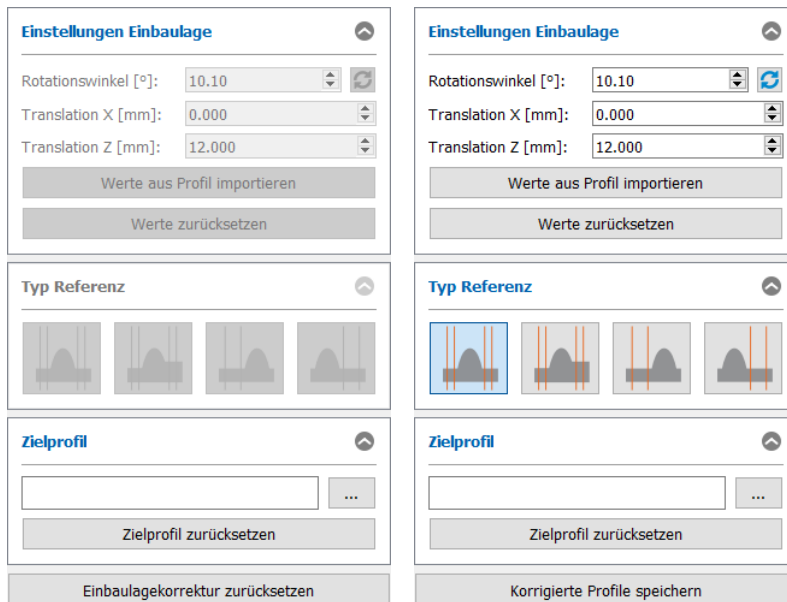 Einstellungen Einbaulage
Rotationswinkel [°]: 10.10
Translation X [mm]: 0.000
Translation Z [mm]: 12.000
Werte aus Profil importieren
Werte zurücksetzen
Typ Referenz
Zielprofil
...
Zielprofil zurücksetzen
Einbaulagekorrektur zurücksetzen
Einstellungen Einbaulage
Rotationswinkel [°]: 10.10
Translation X [mm]: 0.000
Translation Z [mm]: 12.000
Werte aus Profil importieren
Werte zurücksetzen
Typ Referenz
Zielprofil
...
Zielprofil zurücksetzen
Korrigierte Profile speichern